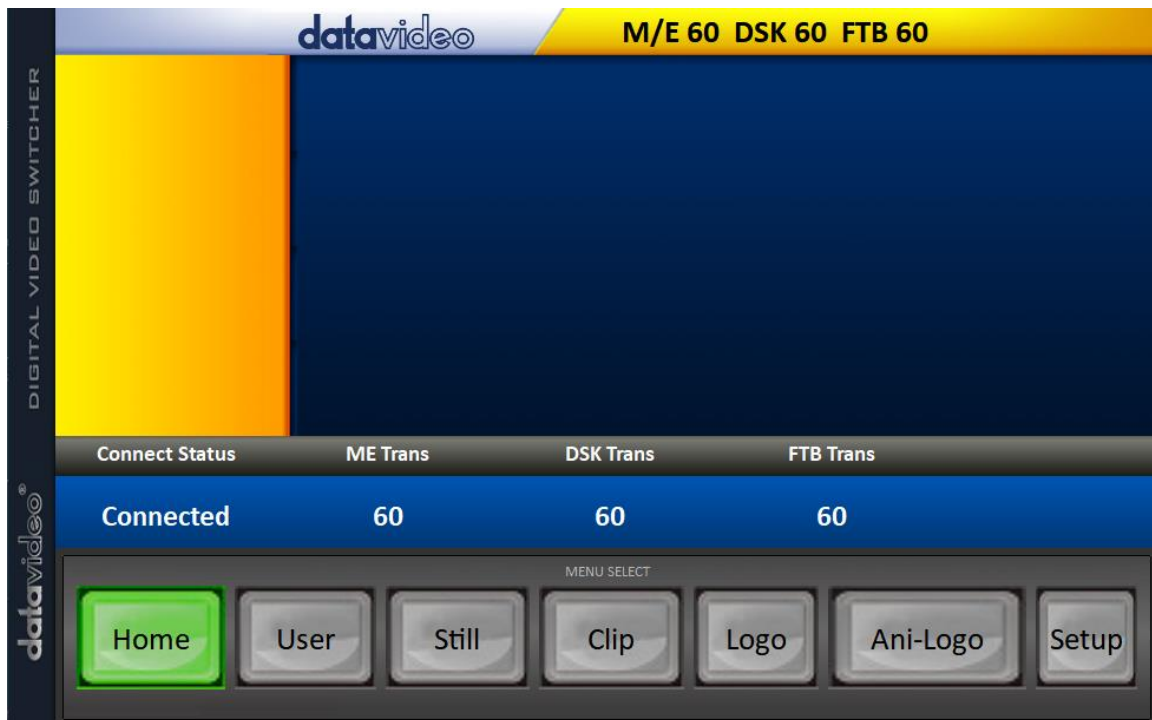 datavideo
M/E 60 DSK 60 FTB 60
DIGITAL VIDEO SWITCHER
datavideo®
Connect Status ME Trans DSK Trans FTB Trans
Connected 60 60 60
MENU SELECT
Home User Still Clip Logo Ani-Logo Setup